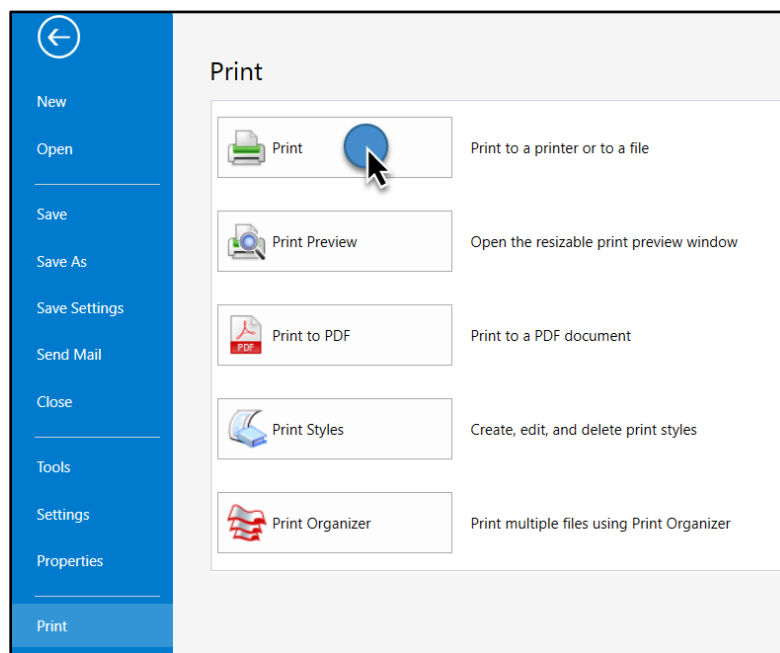 New
Open
Save
Save As
Save Settings
Send Mail
Close
Tools
Settings
Properties
Print
Print
Print
Print to a printer or to a file
Print Preview
Open the resizable print preview window
PDF
Print to PDF
Print to a PDF document
Print Styles
Create, edit, and delete print styles
Print Organizer
Print multiple files using Print Organizer